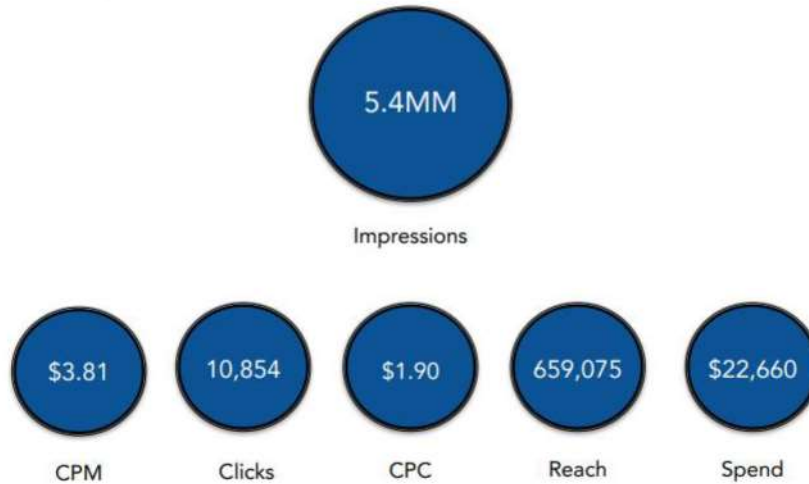 5.4MM
Impressions
$3.81 10,854 $1.90 659,075 $22,660
CPM Clicks CPC Reach Spend